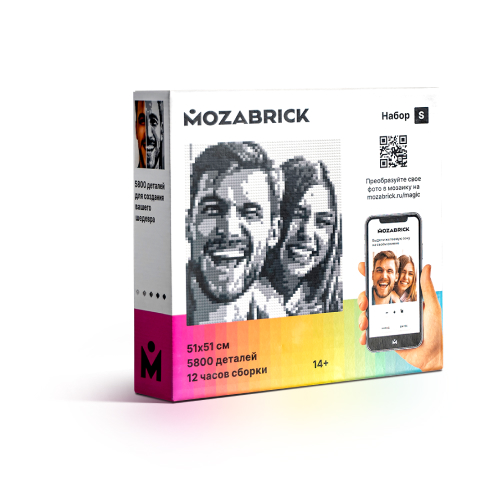 MOZABRICK
Набор S
Преобразуйте свое
фото в мозаику на
mozabrick.ru/magic
MOZABRICK
51x51 см
5800 деталей
12 часов сборки
14+
5800 деталей
для создания
вашего
шедевра